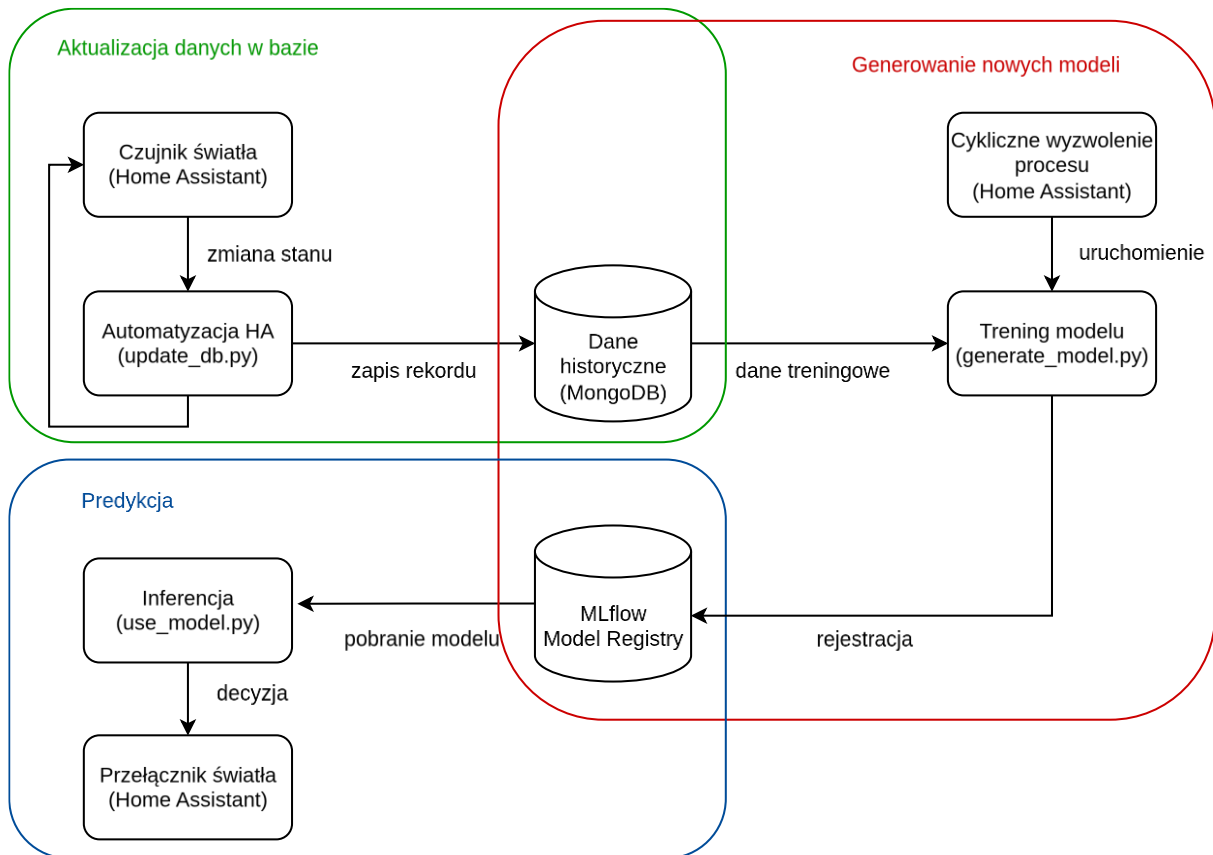 Aktualizacja danych w bazie
Generowanie nowych modeli
Czujnik światła
(Home Assistant)
Cykliczne wyzwolenie
procesu
(Home Assistant)
zmiana stanu
uruchomienie
Automatyzacja HA
(update_db.py)
zapis rekordu
Dane
historyczne
(MongoDB)
dane treningowe
Trening modelu
(generate_model.py)
Predykcja
Inferencja
(use_model.py)
pobranie modelu
MLflow
Model Registry
rejestracja
decyzja
Przełącznik światła
(Home Assistant)